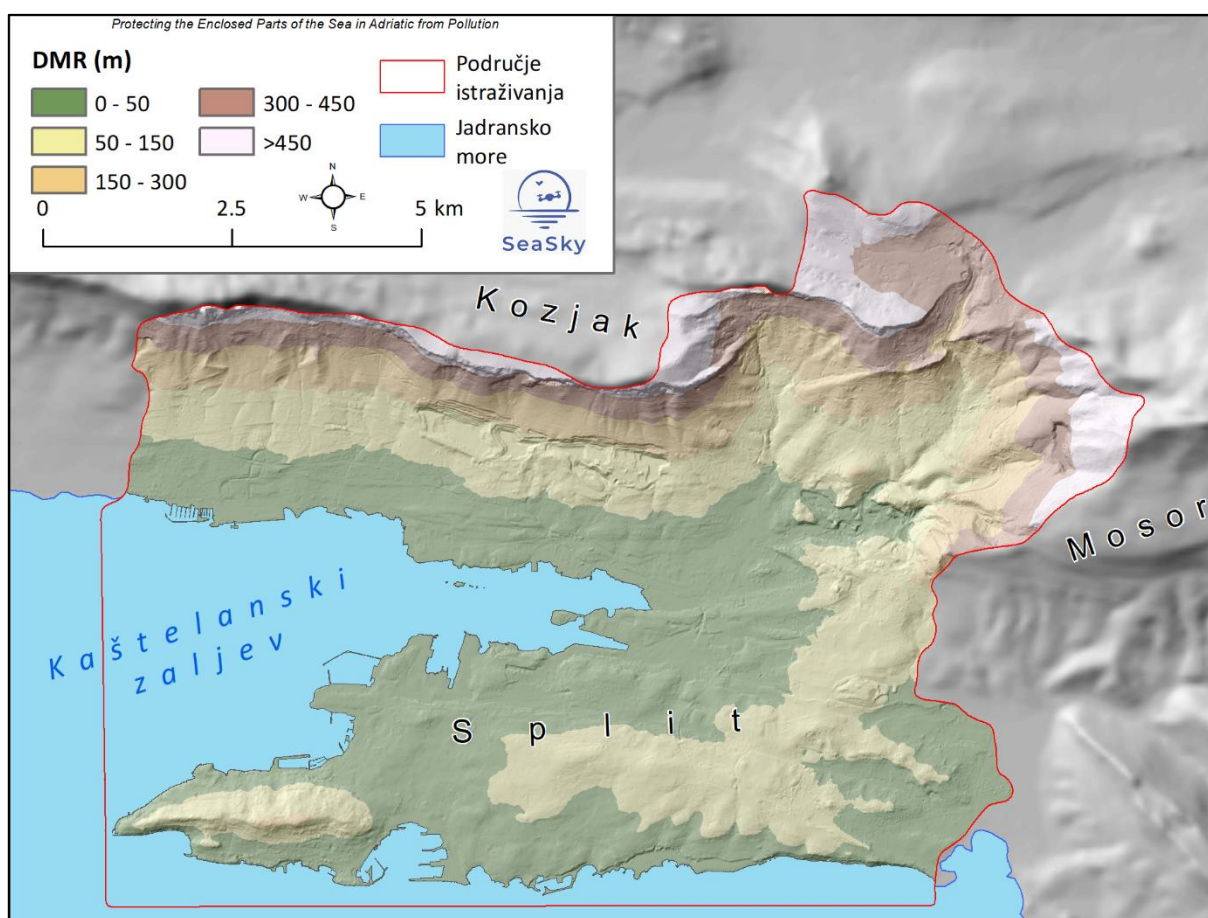 Protecting the Enclosed Parts of the Sea in Adriatic from Pollution
DMR (m)
0 - 50
50 - 150
150 - 300
300 - 450
>450
Područje
istraživanja
Jadransko
more
N
W E
S
0 2.5 5 km
SeaSky
Kozjak
Mosor
Kaštelanski
zaljev
Split